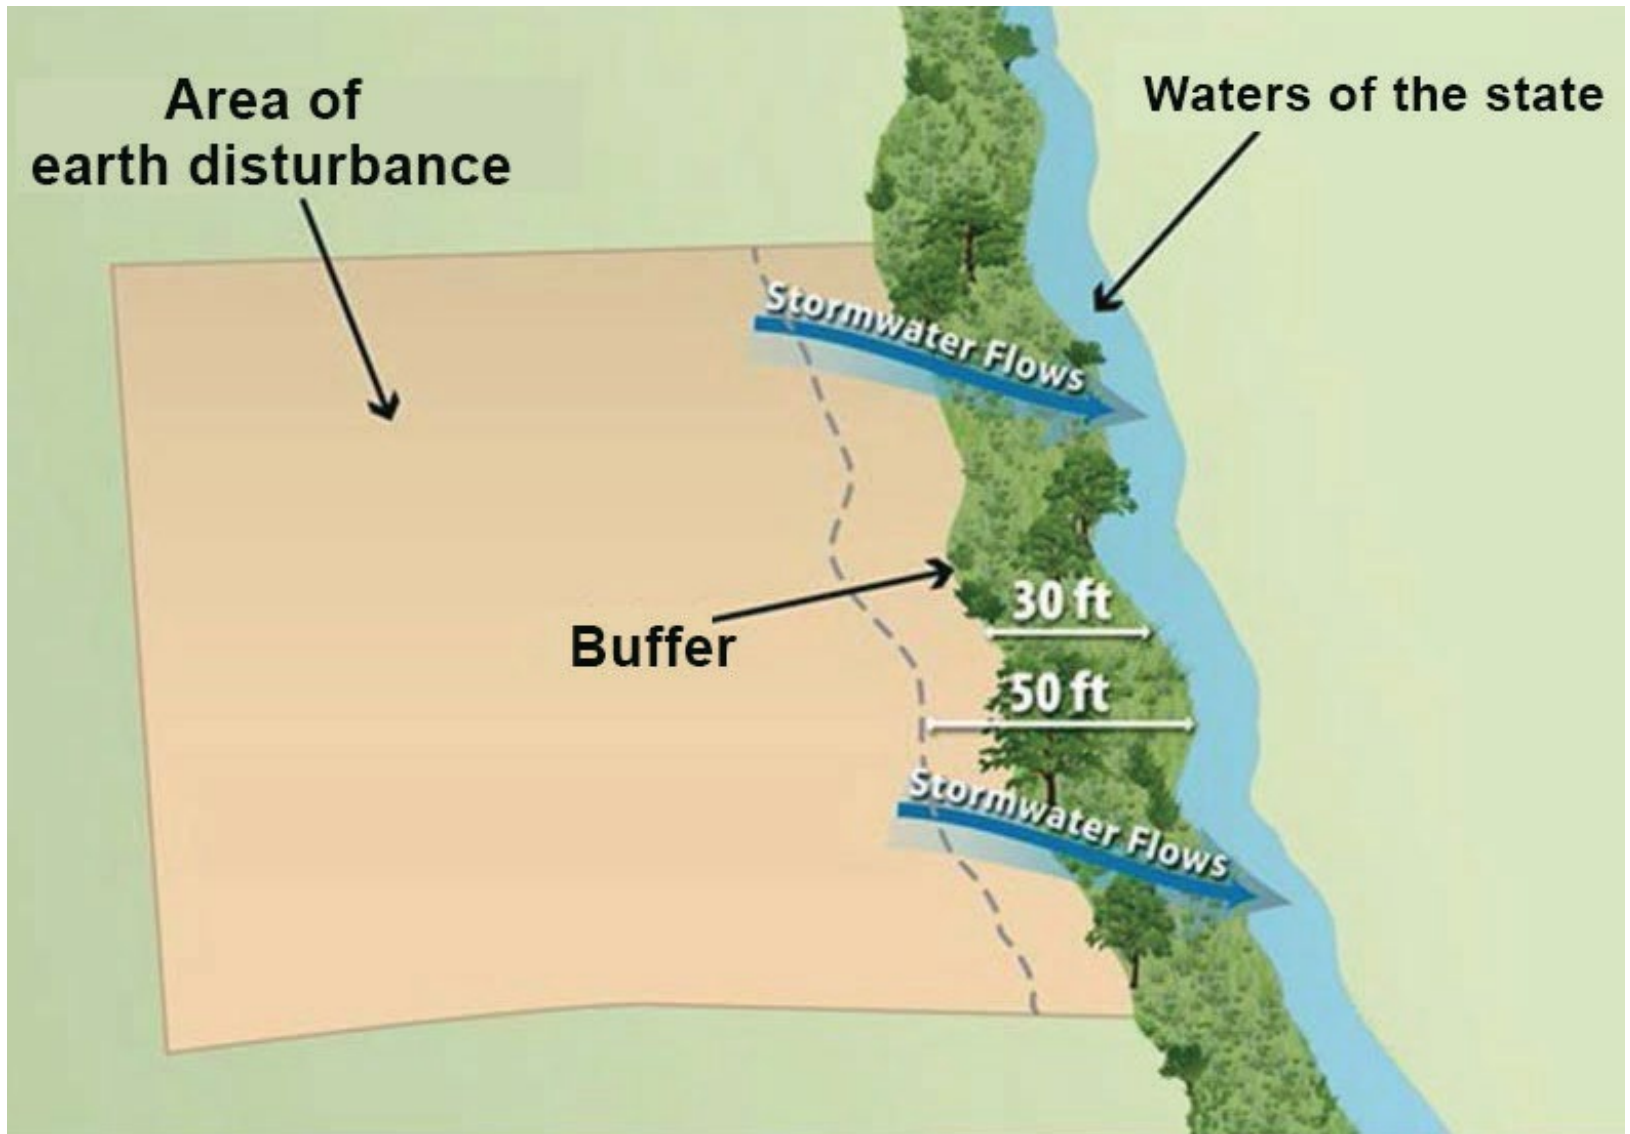 Area of
earth disturbance
Waters of the state
Stormwater Flows
Buffer
30 ft
50 ft
Stormwater Flows